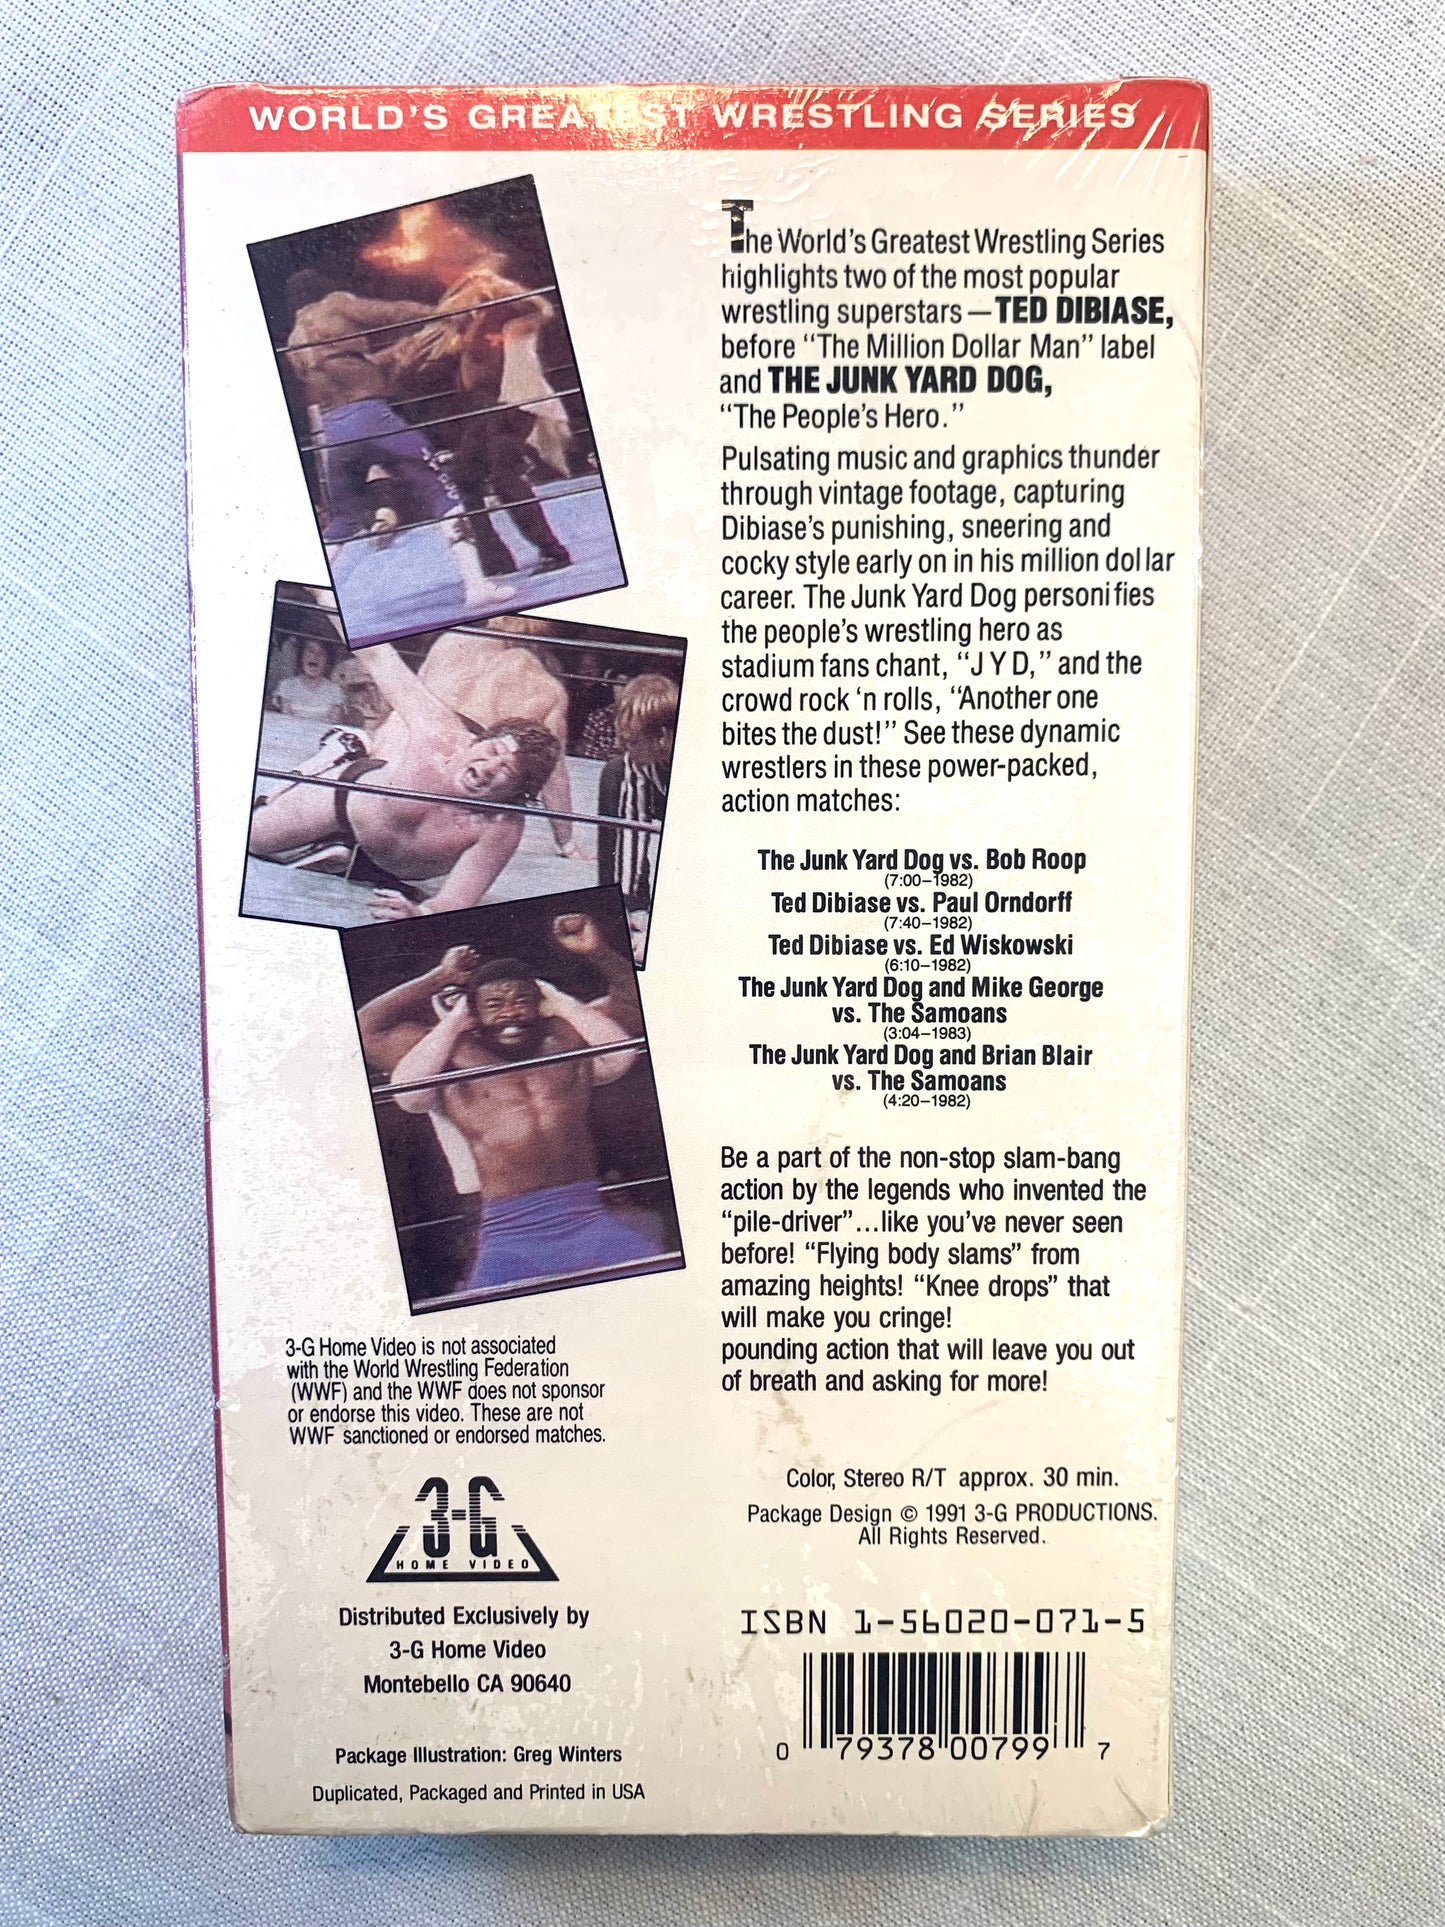 WORLD'S GREATEST WRESTLING SERIES
The World's Greatest Wrestling Series
highlights two of the most popular
wrestling superstars — TED DIBIASE,
before "The Million Dollar Man" label
and THE JUNK YARD DOG,
"The People's Hero."
Pulsating music and graphics thunder
through vintage footage, capturing
Dibiase's punishing, sneering and
cocky style early on in his million dollar
career. The Junk Yard Dog personifies
the people's wrestling hero as
stadium fans chant, "J Y D," and the
crowd rock 'n rolls, "Another one
bites the dust!" See these dynamic
wrestlers in these power-packed,
action matches:
The Junk Yard Dog vs. Bob Roop
(7:00–1982)
Ted Dibiase vs. Paul Orndorff
(7:40–1982)
Ted Dibiase vs. Ed Wiskowski
(6:10–1982)
The Junk Yard Dog and Mike George
vs. The Samoans
(3:04–1983)
The Junk Yard Dog and Brian Blair
vs. The Samoans
(4:20–1982)
Be a part of the non-stop slam-bang
action by the legends who invented the
"pile-driver"...like you've never seen
before! "Flying body slams" from
amazing heights! "Knee drops" that
will make you cringe!
pounding action that will leave you out
of breath and asking for more!
3-G Home Video is not associated
with the World Wrestling Federation
(WWF) and the WWF does not sponsor
or endorse this video. These are not
WWF sanctioned or endorsed matches.
3-G
HOME VIDEO
Distributed Exclusively by
3-G Home Video
Montebello CA 90640
Package Illustration: Greg Winters
Duplicated, Packaged and Printed in USA
Color, Stereo R/T approx. 30 min.
Package Design © 1991 3-G PRODUCTIONS.
All Rights Reserved.
ISBN 1-56020-071-5
0 79378 00799 7